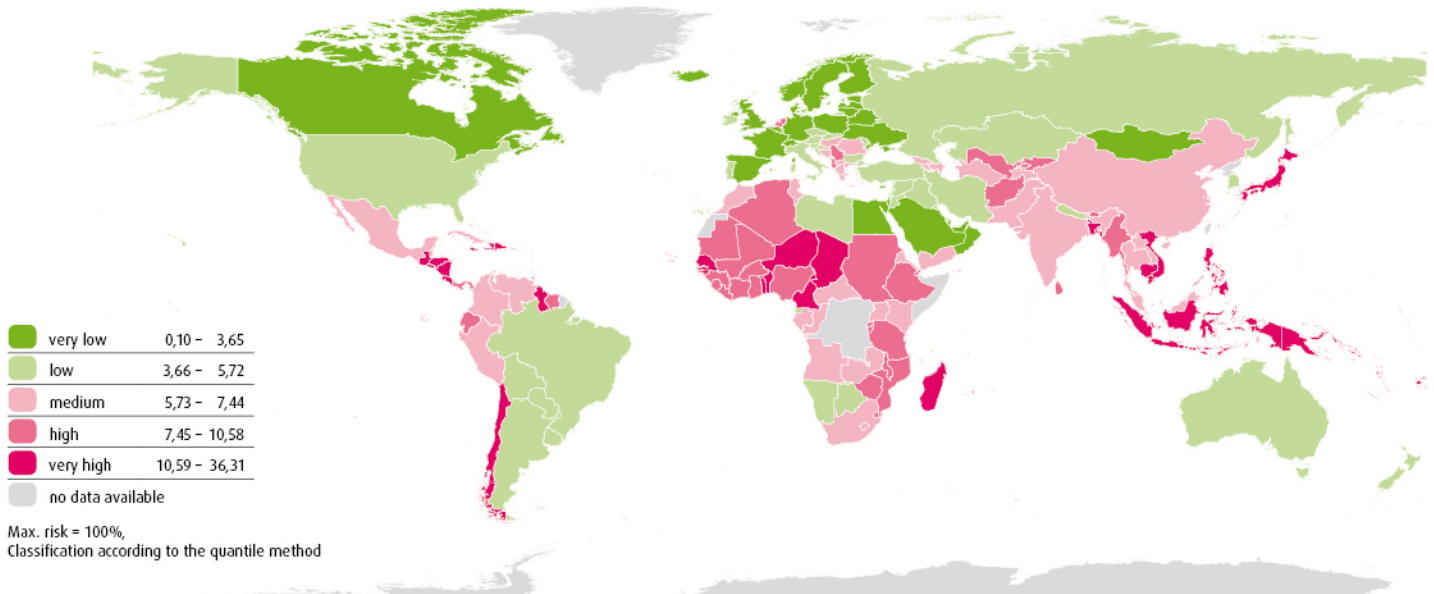 very low 0,10 – 3,65
low 3,66 – 5,72
medium 5,73 – 7,44
high 7,45 – 10,58
very high 10,59 – 36,31
no data available
Max. risk = 100%,
Classification according to the quantile method